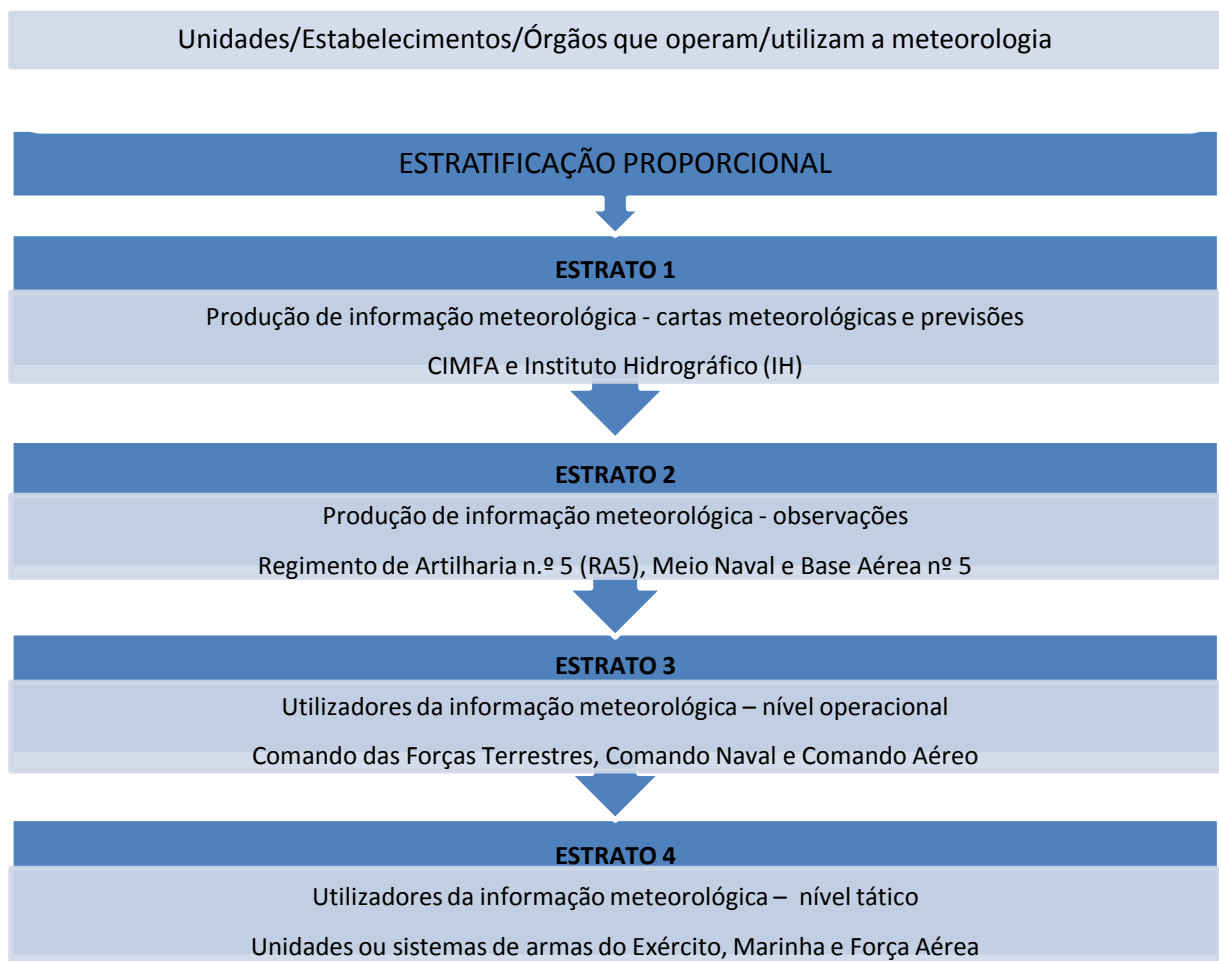 Unidades/Estabelecimentos/Órgãos que operam/utilizam a meteorologia
ESTRATIFICAÇÃO PROPORCIONAL
ESTRATO 1
Produção de informação meteorológica - cartas meteorológicas e previsões
CIMFA e Instituto Hidrográfico (IH)
ESTRATO 2
Produção de informação meteorológica - observações
Regimento de Artilharia n.º 5 (RA5), Meio Naval e Base Aérea nº 5
ESTRATO 3
Utilizadores da informação meteorológica – nível operacional
Comando das Forças Terrestres, Comando Naval e Comando Aéreo
ESTRATO 4
Utilizadores da informação meteorológica – nível tático
Unidades ou sistemas de armas do Exército, Marinha e Força Aérea